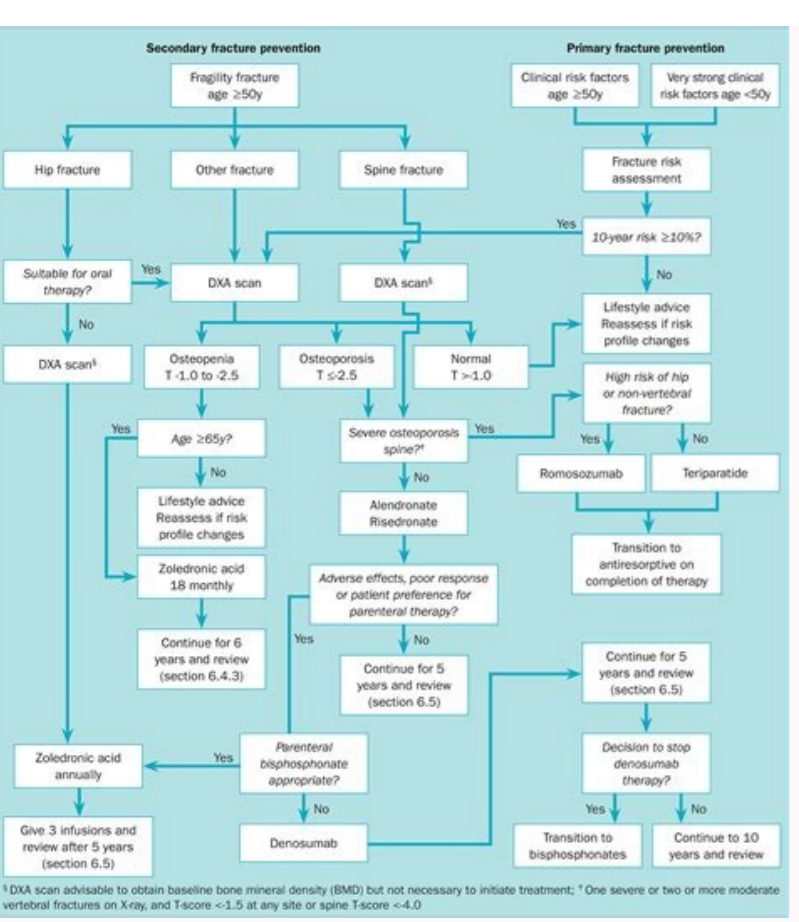 Secondary fracture prevention
Primary fracture prevention
Fragility fracture
age ≥50y
Clinical risk factors
age ≥50y
Very strong clinical
risk factors age <50y
Hip fracture
Other fracture
Spine fracture
Fracture risk
assessment
Yes
10-year risk ≥10%?
Suitable for oral
therapy?
Yes
DXA scan
DXA scan§
No
No
Lifestyle advice
Reassess if risk
profile changes
DXA scan§
Osteopenia
T -1.0 to -2.5
Osteoporosis
T ≤-2.5
Normal
T >-1.0
High risk of hip
or non-vertebral
fracture?
Yes
Age ≥65y?
Severe osteoporosis
spine?†
Yes
Yes
No
No
No
Romosozumab
Teriparatide
Lifestyle advice
Reassess if risk
profile changes
Alendronate
Risedronate
Transition to
antiresorptive on
completion of therapy
Zoledronic acid
18 monthly
Adverse effects, poor response
or patient preference for
parenteral therapy?
Yes
No
Continue for 6
years and review
(section 6.4.3)
Continue for 5
years and review
(section 6.5)
Continue for 5
years and review
(section 6.5)
Zoledronic acid
annually
Yes
Parenteral
bisphosphonate
appropriate?
Decision to stop
denosumab
therapy?
No
Yes
No
Give 3 infusions and
review after 5 years
(section 6.5)
Denosumab
Transition to
bisphosphonates
Continue to 10
years and review
§ DXA scan advisable to obtain baseline bone mineral density (BMD) but not necessary to initiate treatment; † One severe or two or more moderate
vertebral fractures on X-ray, and T-score <-1.5 at any site or spine T-score <-4.0